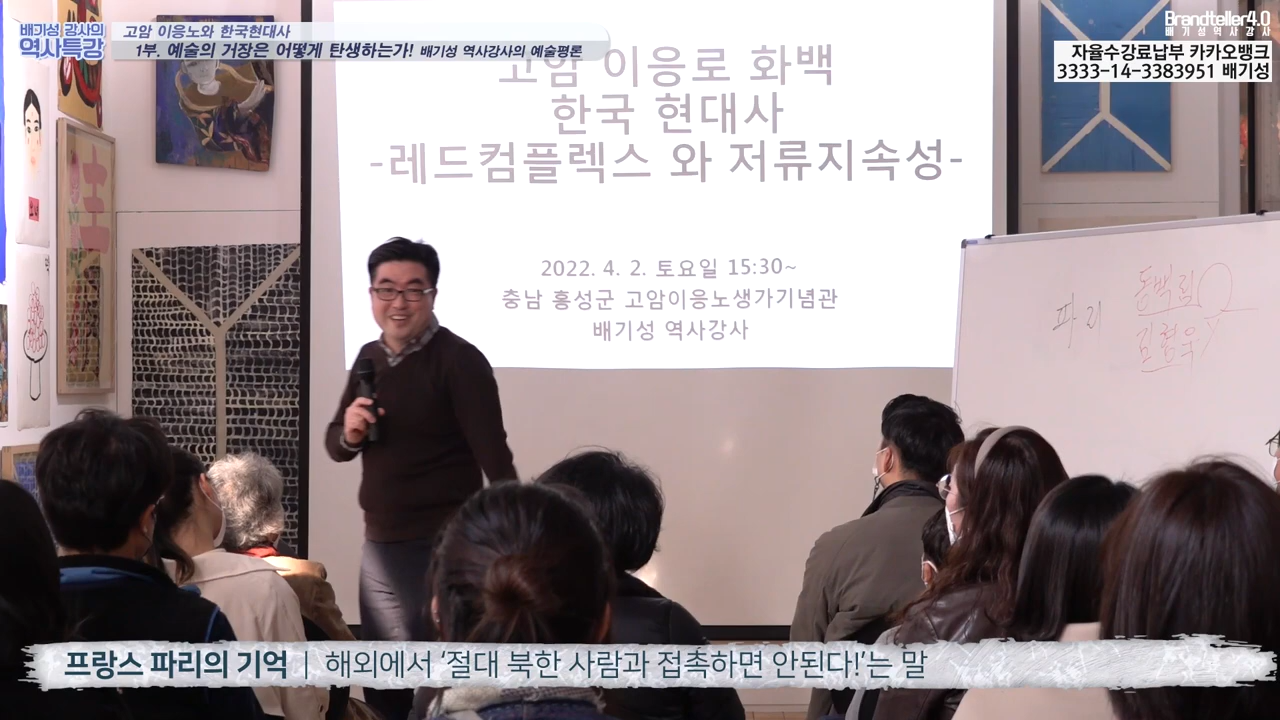 배기성 강사의
역사특강
고암 이응노와 한국현대사
1부. 예술의 거장은 어떻게 탄생하는가! 배기성 역사강사의 예술평론
Brandteller4.0
배기성역사강사
자율수강료납부 카카오뱅크
3333-14-3383951 배기성
고암 이응로 화백
한국 현대사
-레드컴플렉스 와 저류지속성-
2022. 4. 2. 토요일 15:30~
충남 홍성군 고암이응노생가기념관
배기성 역사강사
파리
동백림
김형욱
프랑스 파리의 기억 | 해외에서 ‘절대 북한 사람과 접촉하면 안된다!’는 말